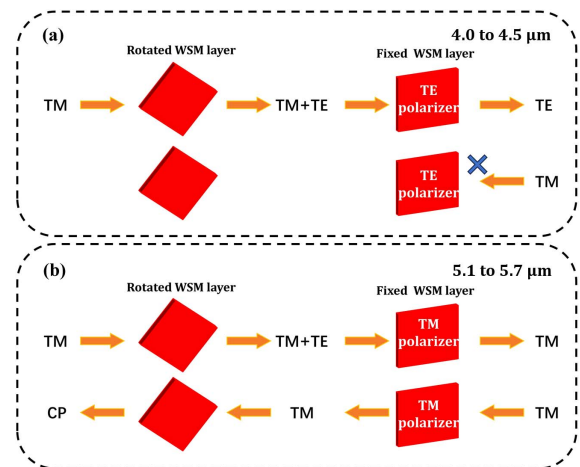 (a) 4.0 to 4.5 μm
Rotated WSM layer Fixed WSM layer
TM TM+TE TE polarizer TE
TE polarizer TM
(b) 5.1 to 5.7 μm
Rotated WSM layer Fixed WSM layer
TM TM+TE TM polarizer TM
CP TM TM polarizer TM